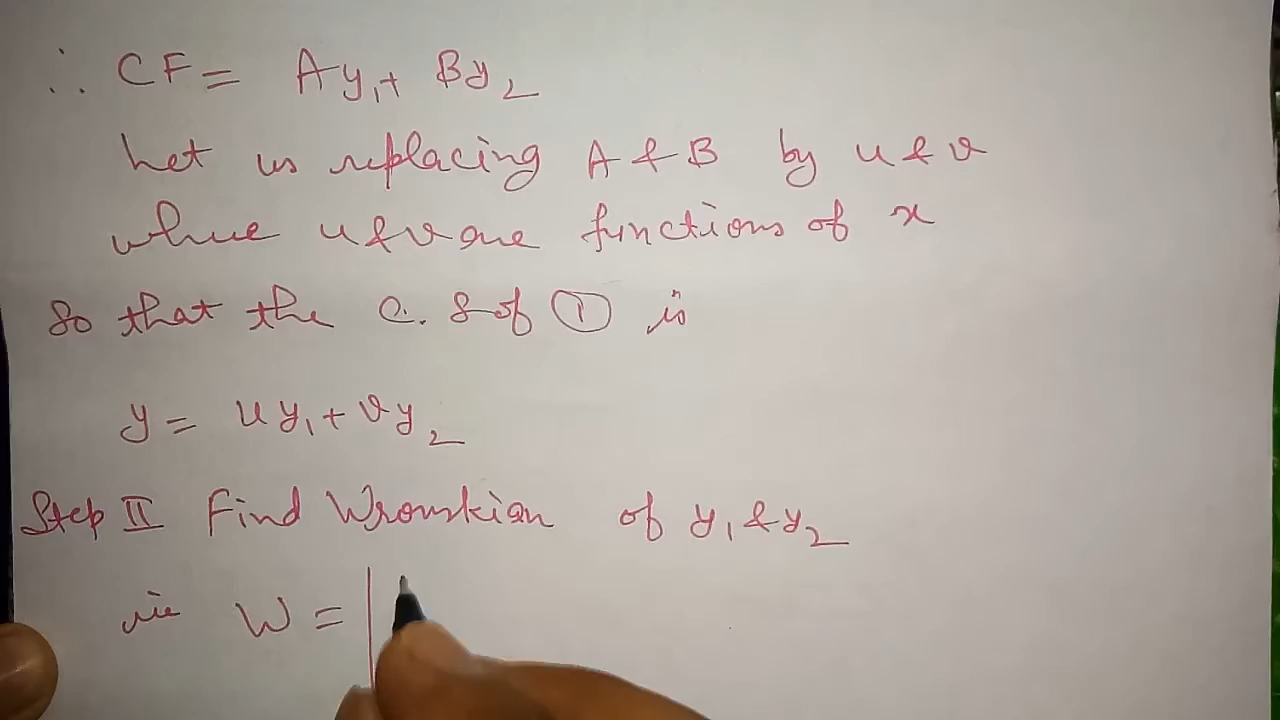 ∴ CF = Ay₁ + By₂
Let us replacing A & B by u & v
where u & v are functions of x
So that the C. S of ① is
y = uy₁ + vy₂
Step II Find Wronskian of y₁ & y₂
ie W = |